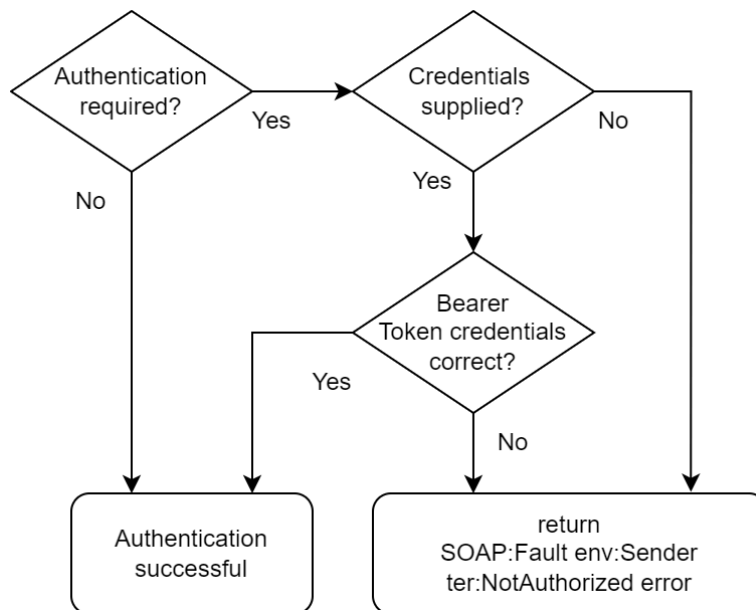 Authentication
required?
Yes
Credentials
supplied?
No
No
Yes
Bearer
Token credentials
correct?
Yes
No
Authentication
successful
return
SOAP:Fault env:Sender
ter:NotAuthorized error